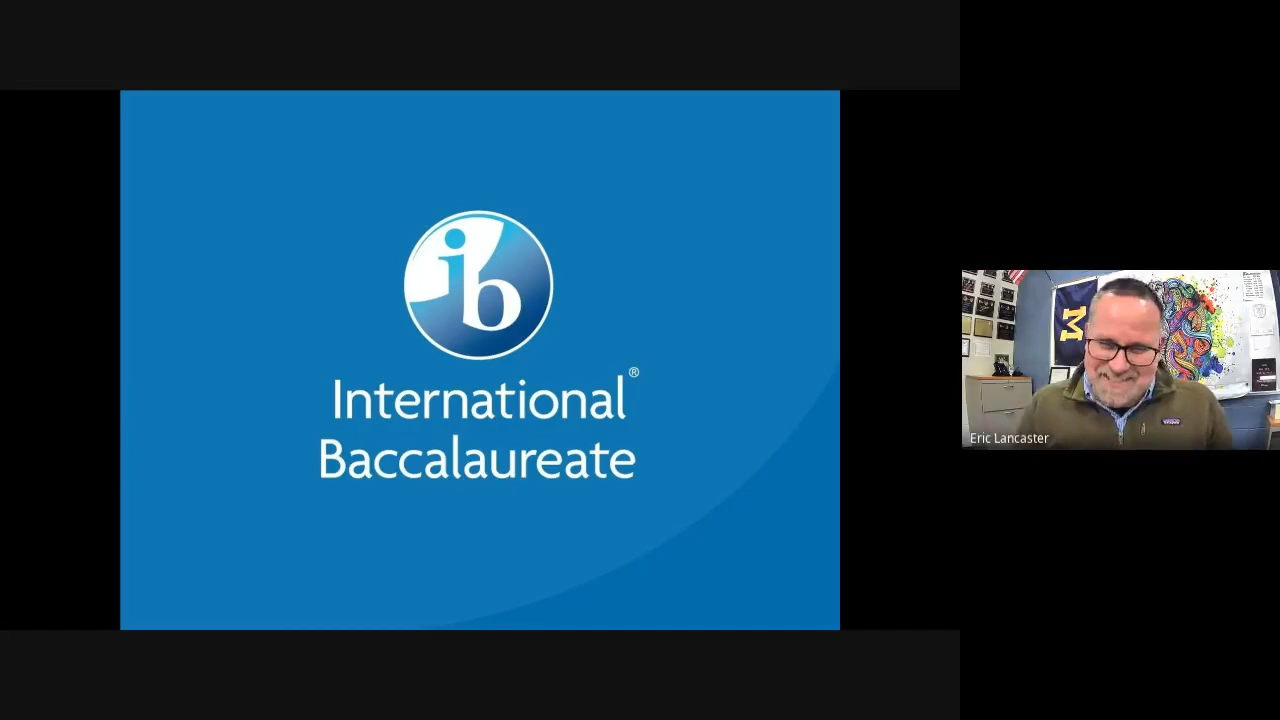 ib
International®
Baccalaureate
M
Eric Lancaster